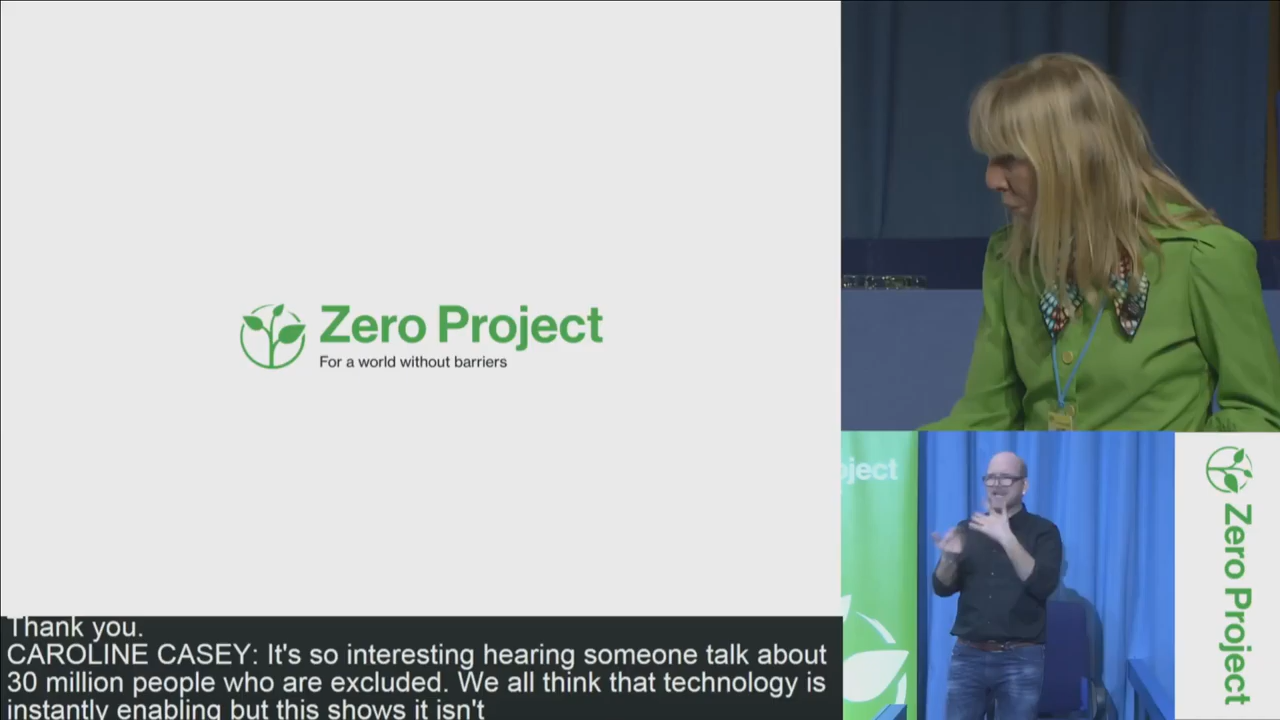 Zero Project
For a world without barriers
oject
Zero Project
Thank you.
CAROLINE CASEY: It's so interesting hearing someone talk about
30 million people who are excluded. We all think that technology is
instantly enabling but this shows it isn't